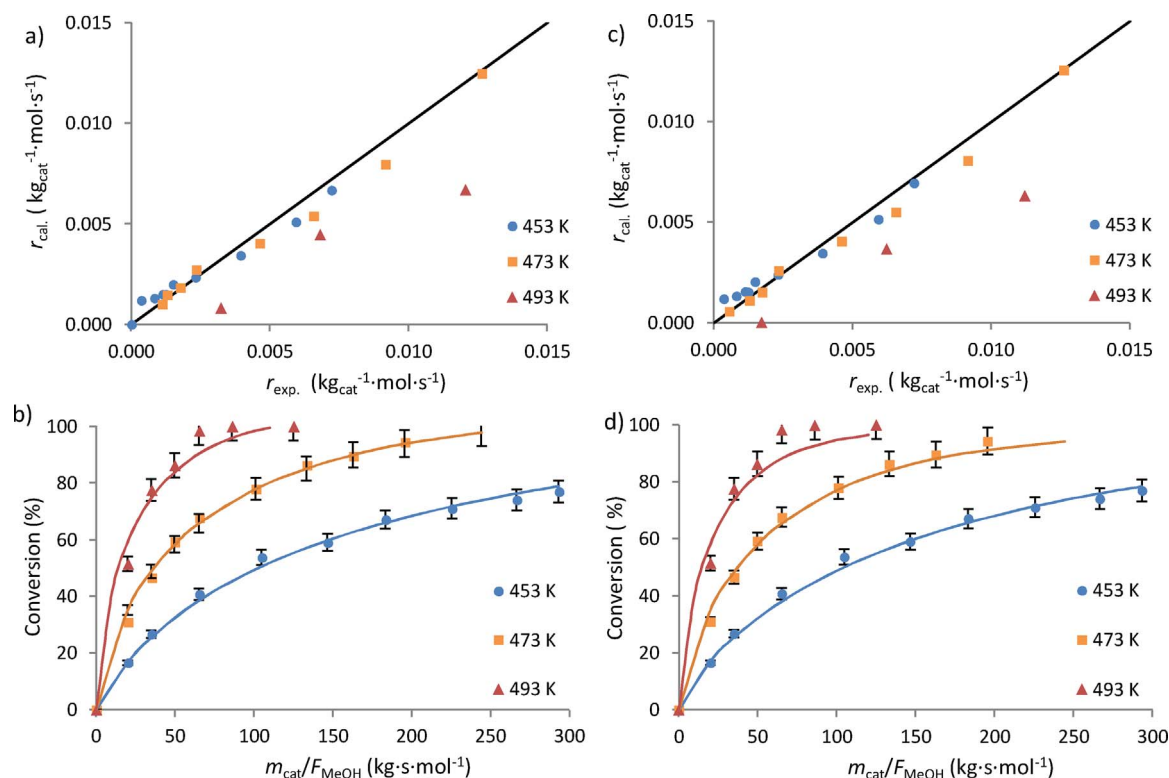 a)
0.015
0.010
0.005
0.000
r_cal. ( kg_cat^-1·mol·s^-1)
453 K
473 K
493 K
0.000 0.005 0.010 0.015
r_exp. (kg_cat^-1·mol·s^-1)
c)
0.015
0.010
0.005
0.000
r_cal. (kg_cat^-1·mol·s^-1)
453 K
473 K
493 K
0.000 0.005 0.010 0.015
r_exp. ( kg_cat^-1·mol·s^-1)
b)
100
80
60
40
20
0
Conversion (%)
453 K
473 K
493 K
0 50 100 150 200 250 300
m_cat/F_MeOH (kg·s·mol^-1)
d)
100
80
60
40
20
0
Conversion ( %)
453 K
473 K
493 K
0 50 100 150 200 250 300
m_cat/F_MeOH (kg·s·mol^-1)